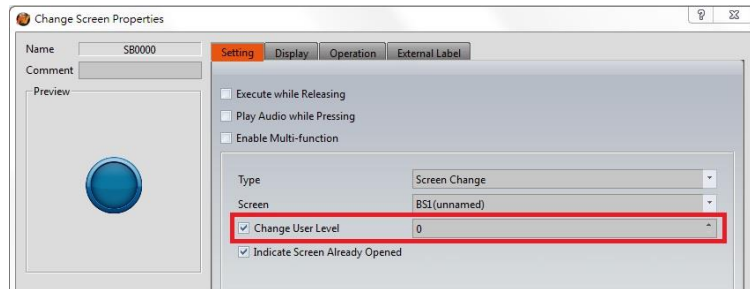 Change Screen Properties
Name SB0000
Comment
Preview
Setting Display Operation External Label
Execute while Releasing
Play Audio while Pressing
Enable Multi-function
Type Screen Change
Screen BS1(unnamed)
Change User Level 0
Indicate Screen Already Opened